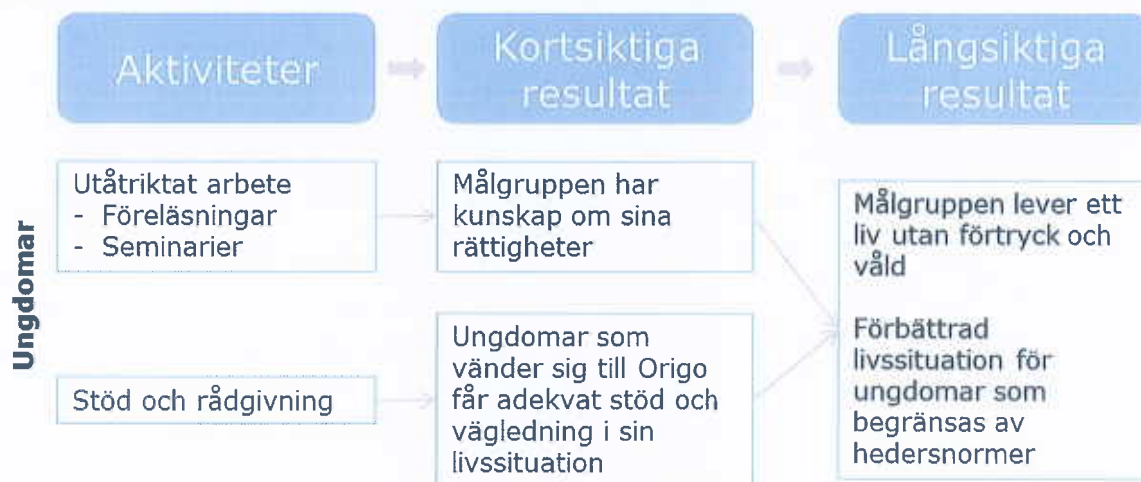 Aktiviteter
Kortsiktiga
resultat
Långsiktiga
resultat
Ungdomar
Utåtriktat arbete
- Föreläsningar
- Seminarier
Målgruppen har
kunskap om sina
rättigheter
Målgruppen lever ett
liv utan förtryck och
våld
Förbättrad
livssituation för
ungdomar som
begränsas av
hedersnormer
Stöd och rådgivning
Ungdomar som
vänder sig till Origo
får adekvat stöd och
vägledning i sin
livssituation